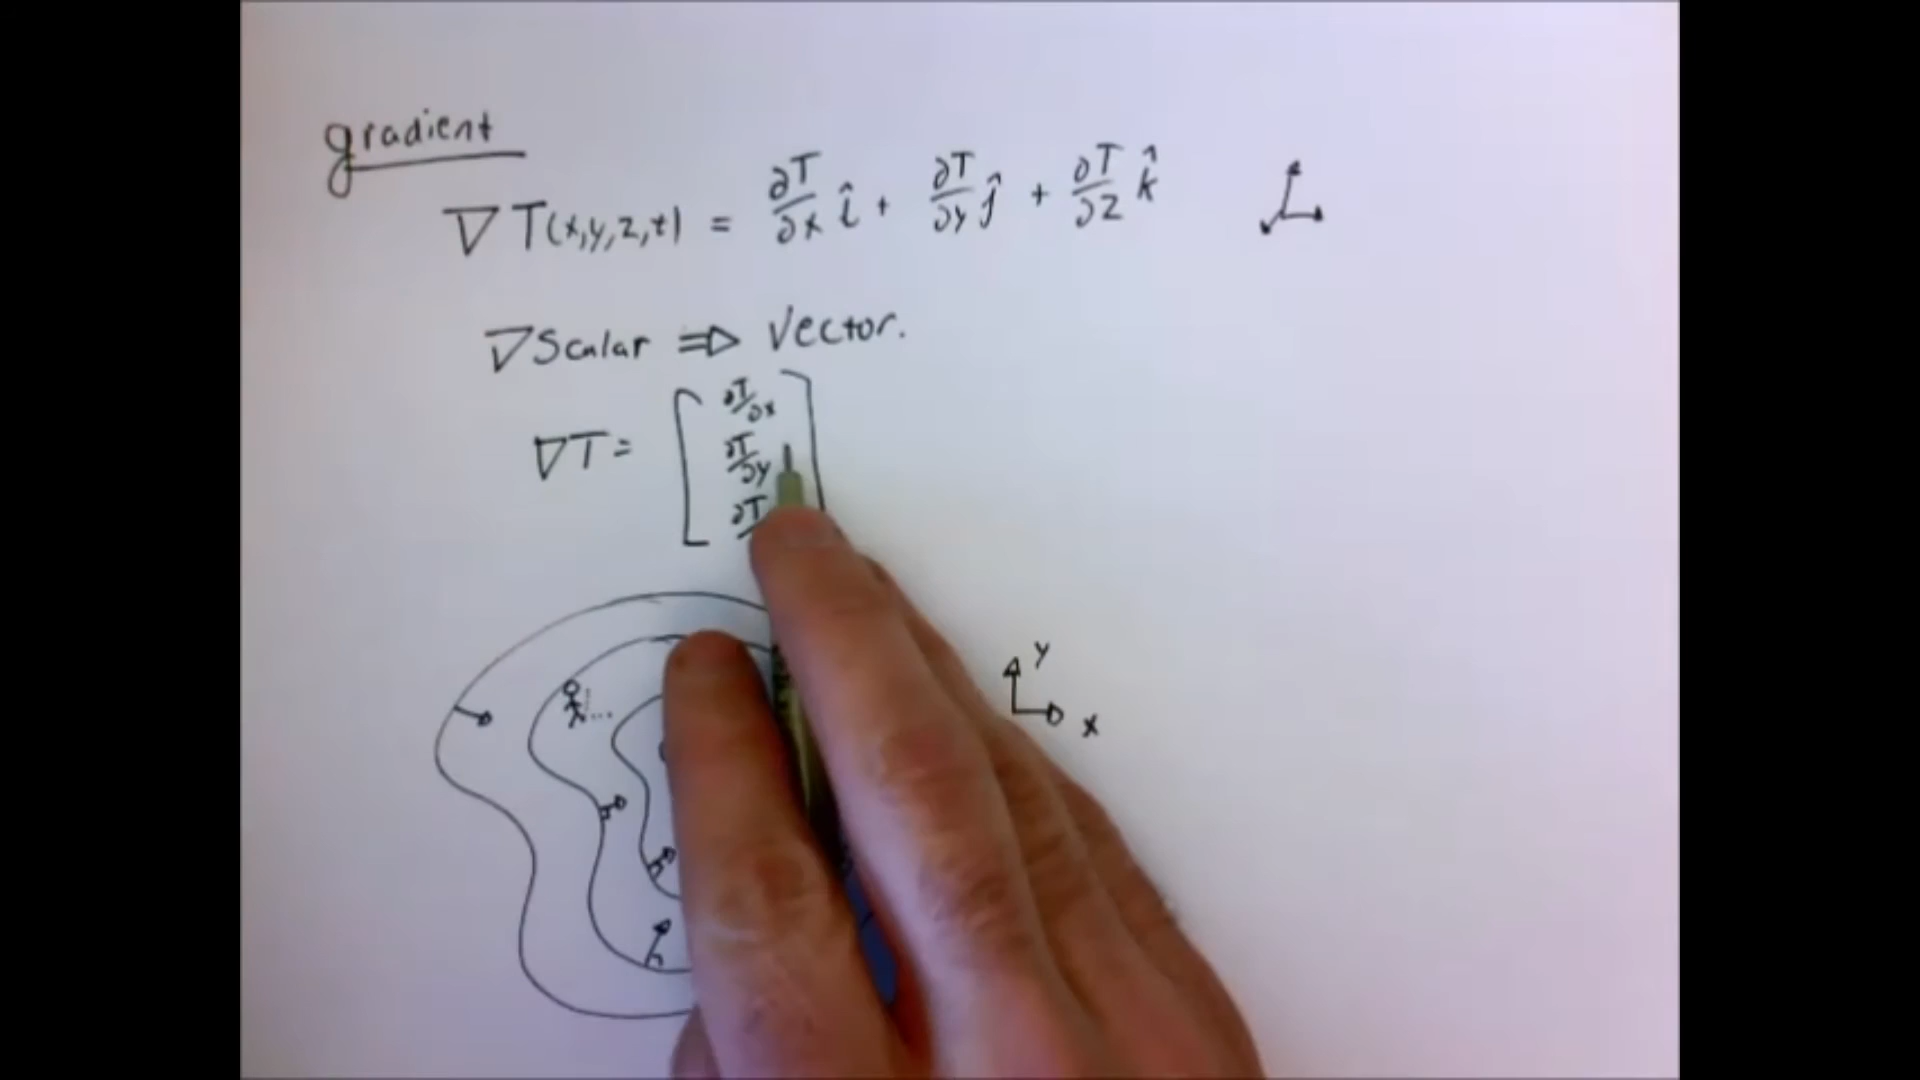 gradient
∇T(x,y,z,t) = ∂T/∂x î + ∂T/∂y ĵ + ∂T/∂z k̂
∇Scalar ⇒ Vector.
∇T = [ ∂T/∂x
∂T/∂y
∂T ]
y
x